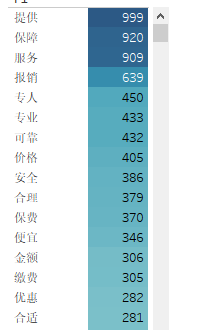 提供 999
保障 920
服务 909
报销 639
专人 450
专业 433
可靠 432
价格 405
安全 386
合理 379
保费 370
便宜 346
金额 306
缴费 305
优惠 282
合适 281